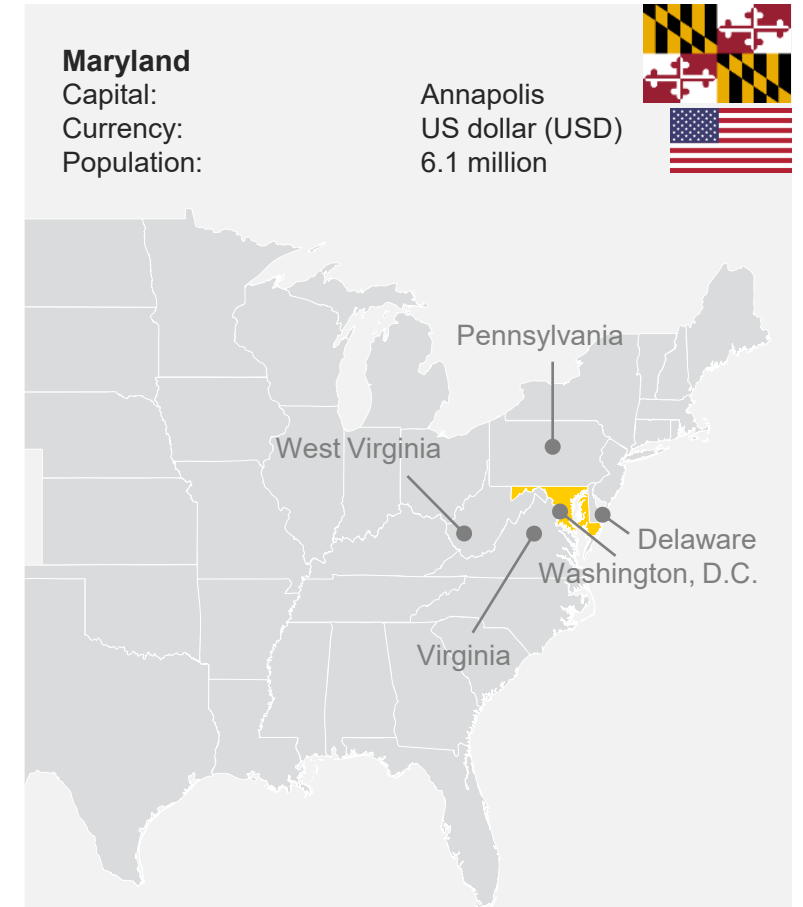 Maryland
Capital: Annapolis
Currency: US dollar (USD)
Population: 6.1 million
Pennsylvania
West Virginia
Delaware
Washington, D.C.
Virginia